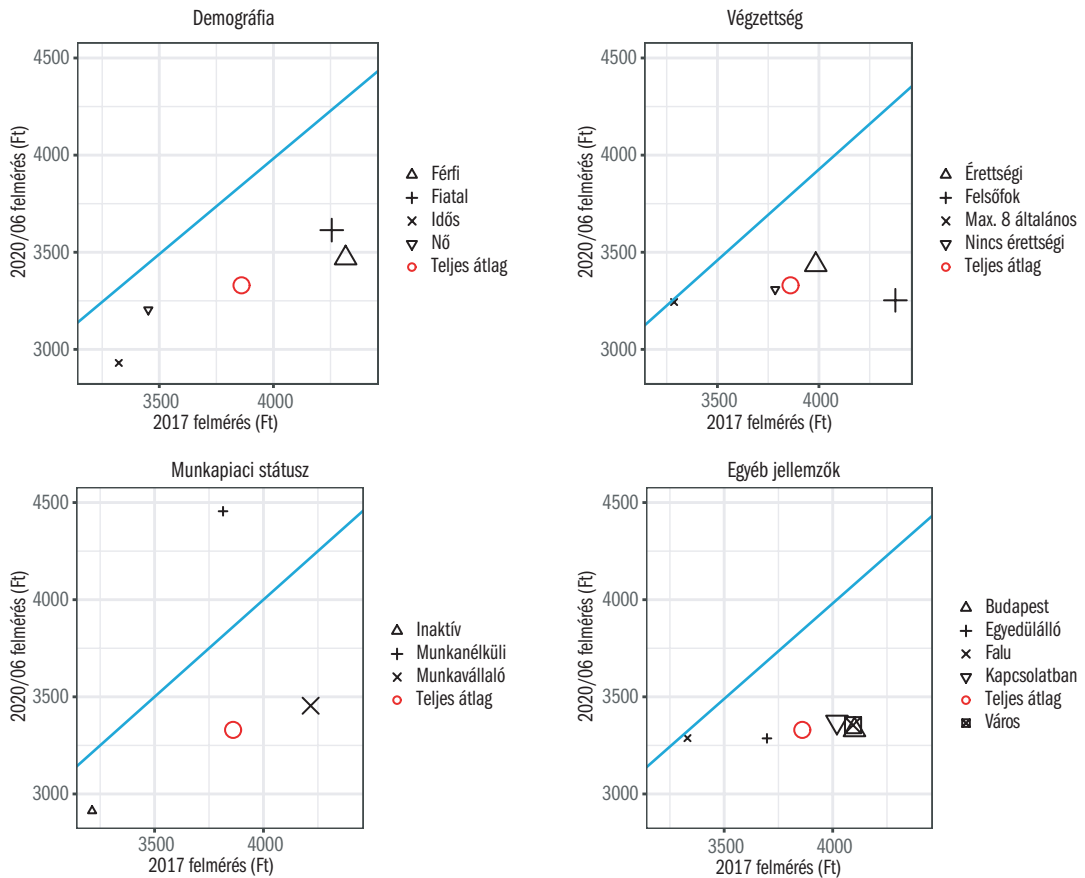 Demográfia
4500
4000
3500
3000
2020/06 felmérés (Ft)
3500
4000
2017 felmérés (Ft)
Férfi
Fiatal
Idős
Nő
Teljes átlag
Végzettség
4500
4000
3500
3000
2020/06 felmérés (Ft)
3500
4000
2017 felmérés (Ft)
Érettségi
Felsőfok
Max. 8 általános
Nincs érettségi
Teljes átlag
Munkapiaci státusz
4500
4000
3500
3000
2020/06 felmérés (Ft)
3500
4000
2017 felmérés (Ft)
Inaktív
Munkanélküli
Munkavállaló
Teljes átlag
Egyéb jellemzők
4500
4000
3500
3000
2020/06 felmérés (Ft)
3500
4000
2017 felmérés (Ft)
Budapest
Egyedülálló
Falu
Kapcsolatban
Teljes átlag
Város